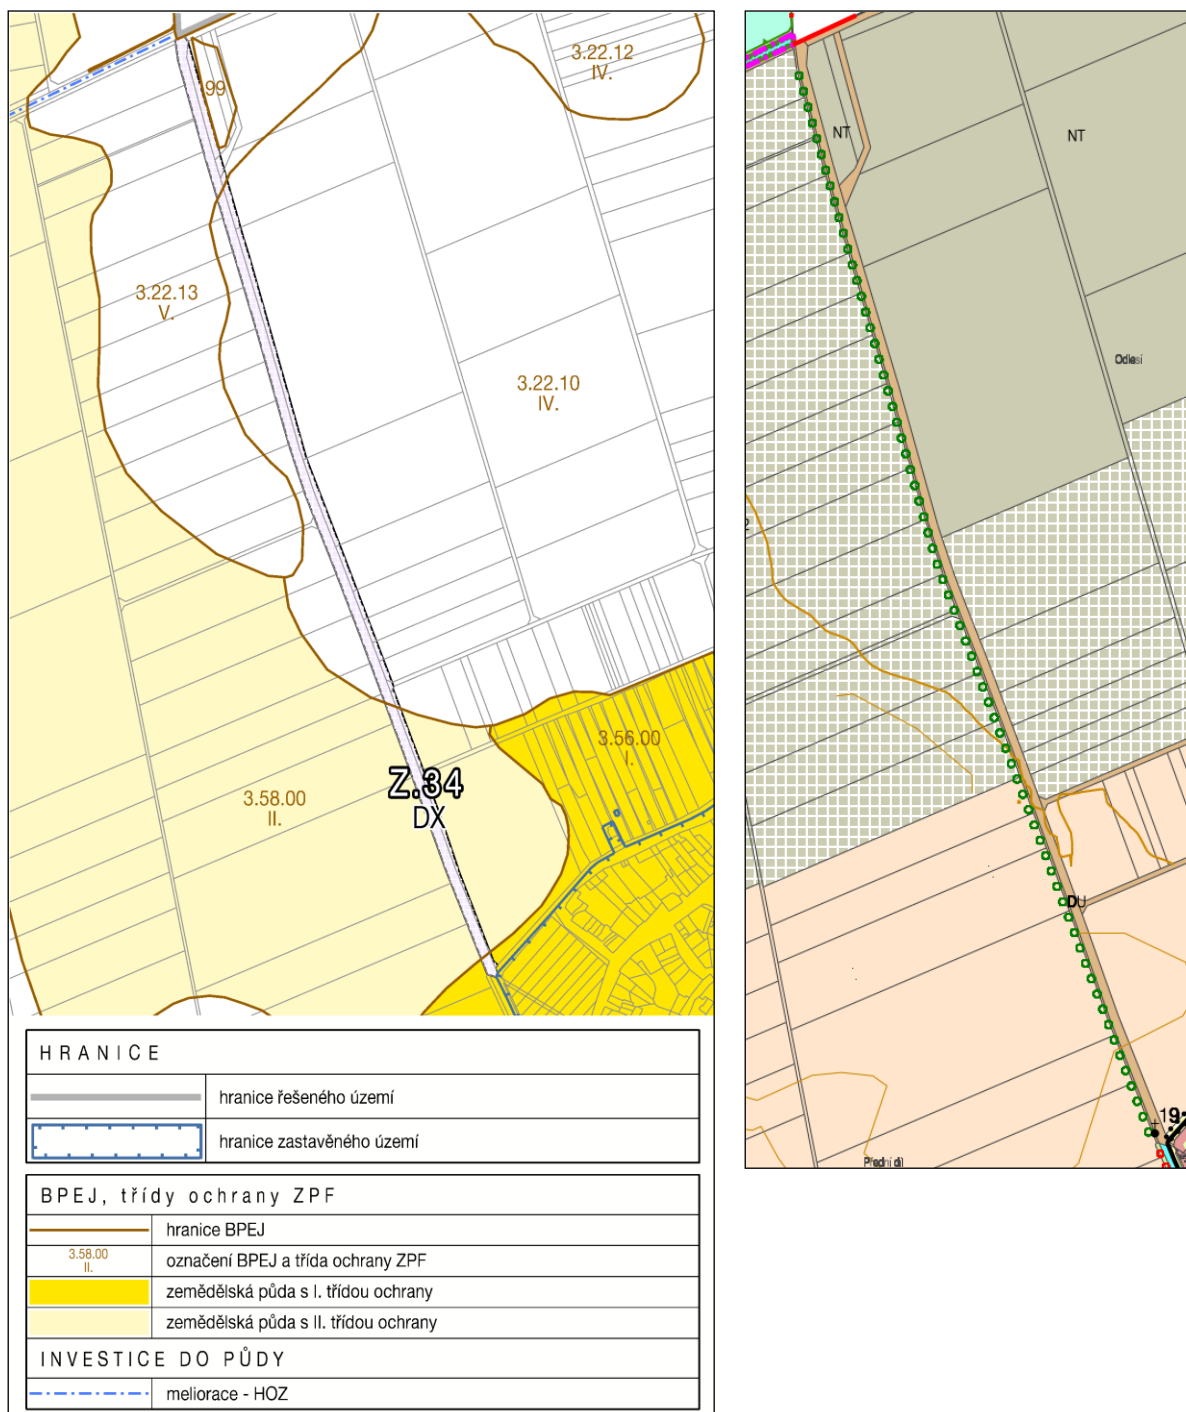 3.22.12
IV.
99
3.22.13
V.
3.22.10
IV.
3.56.00
I.
Z.34
DX
3.58.00
II.
HRANICE
hranice řešeného území
hranice zastavěného území
BPEJ, třídy ochrany ZPF
hranice BPEJ
3.58.00
II.
označení BPEJ a třída ochrany ZPF
zemědělská půda s I. třídou ochrany
zemědělská půda s II. třídou ochrany
INVESTICE DO PŮDY
meliorace - HOZ
NT
NT
Odlesí
2
DU
Přední díl